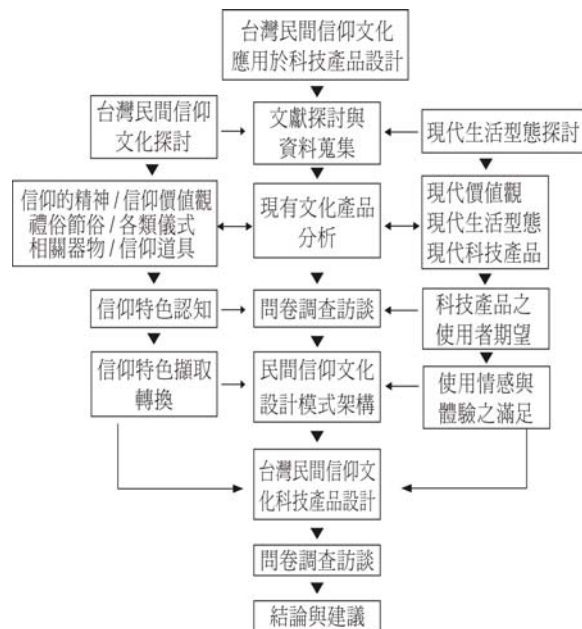 台灣民間信仰文化
應用於科技產品設計
台灣民間信仰
文化探討
文獻探討與
資料蒐集
現代生活型態探討
信仰的精神/信仰價值觀
禮俗節俗/各類儀式
相關器物/信仰道具
現有文化產品
分析
現代價值觀
現代生活型態
現代科技產品
信仰特色認知
問卷調查訪談
科技產品之
使用者期望
信仰特色擷取
轉換
民間信仰文化
設計模式架構
使用情感與
體驗之滿足
台灣民間信仰文
化科技產品設計
問卷調查訪談
結論與建議